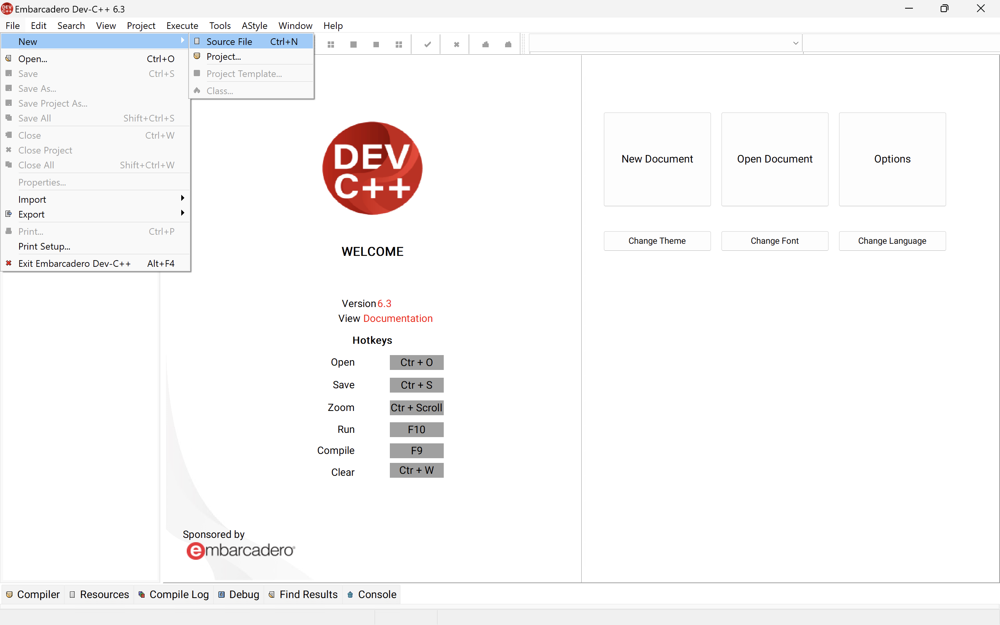 Embarcadero Dev-C++ 6.3
File Edit Search View Project Execute Tools AStyle Window Help
New
Source File Ctrl+N
Project...
Project Template...
Class...
Open... Ctrl+O
Save Ctrl+S
Save As...
Save Project As...
Save All Shift+Ctrl+S
Close Ctrl+W
Close Project
Close All Shift+Ctrl+W
Properties...
Import
Export
Print... Ctrl+P
Print Setup...
Exit Embarcadero Dev-C++ Alt+F4
DEV
C++
WELCOME
Version 6.3
View Documentation
Hotkeys
Open Ctr + O
Save Ctr + S
Zoom Ctr + Scroll
Run F10
Compile F9
Clear Ctr + W
Sponsored by
embarcadero
New Document Open Document Options
Change Theme Change Font Change Language
Compiler Resources Compile Log Debug Find Results Console